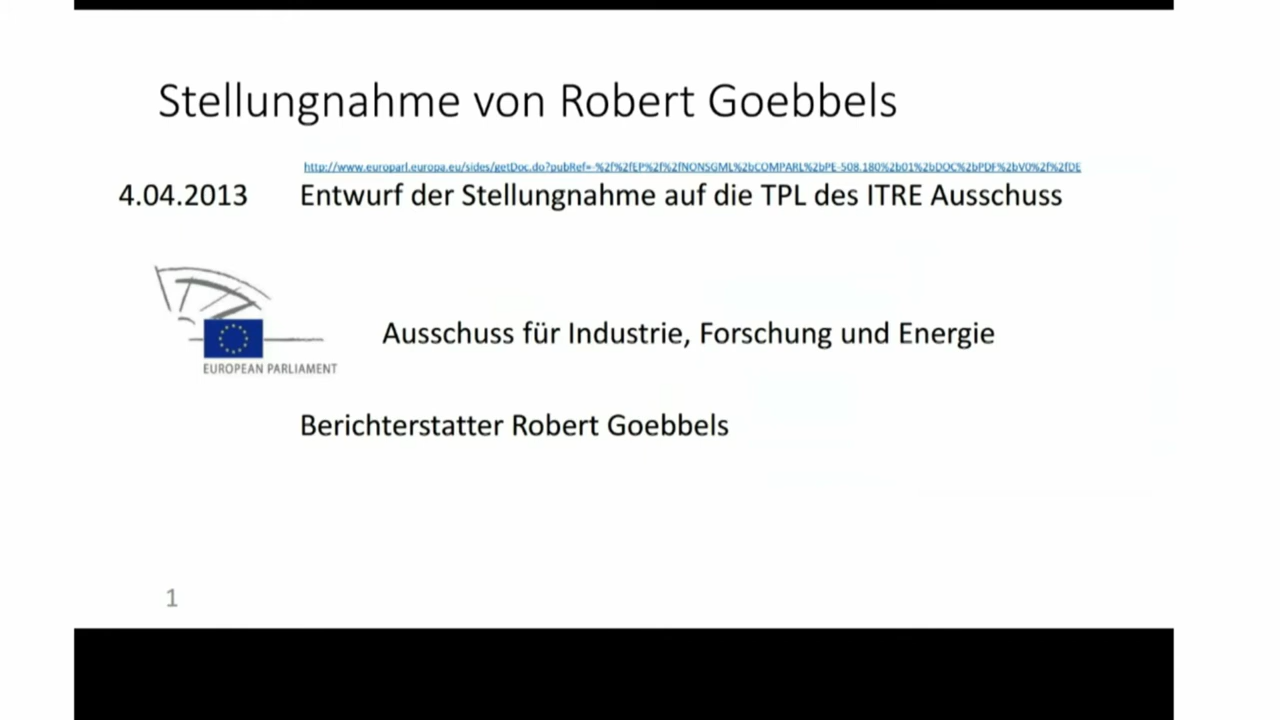 Stellungnahme von Robert Goebbels
http://www.europarl.europa.eu/sides/getDoc.do?pubRef=-%2f%2fEP%2f%2fNONSGML%2bCOMPARL%2bPE-508.180%2b01%2bDOC%2bPDF%2bV0%2f%2fDE
4.04.2013 Entwurf der Stellungnahme auf die TPL des ITRE Ausschuss
Ausschuss für Industrie, Forschung und Energie
EUROPEAN PARLIAMENT
Berichterstatter Robert Goebbels
1